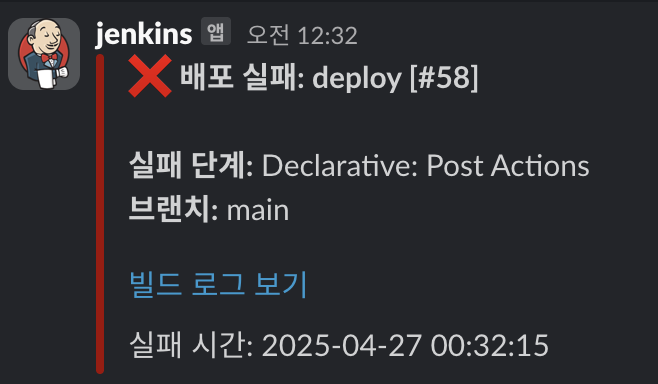 jenkins 앱 오전 12:32
❌ 배포 실패: deploy [#58]
실패 단계: Declarative: Post Actions
브랜치: main
빌드 로그 보기
실패 시간: 2025-04-27 00:32:15